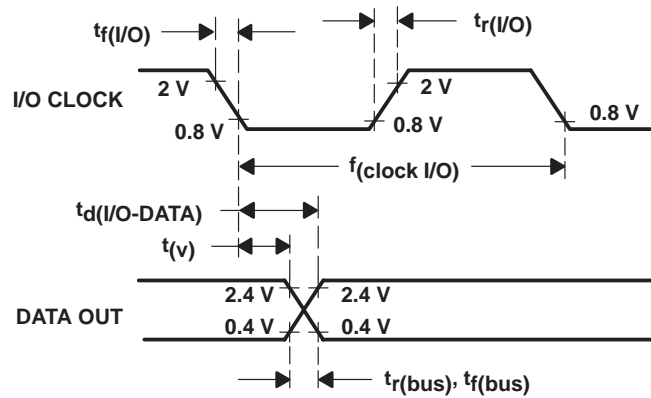 tf(I/O)
tr(I/O)
I/O CLOCK
2 V
2 V
0.8 V
0.8 V
0.8 V
f(clock I/O)
td(I/O-DATA)
t(v)
DATA OUT
2.4 V
2.4 V
0.4 V
0.4 V
tr(bus), tf(bus)